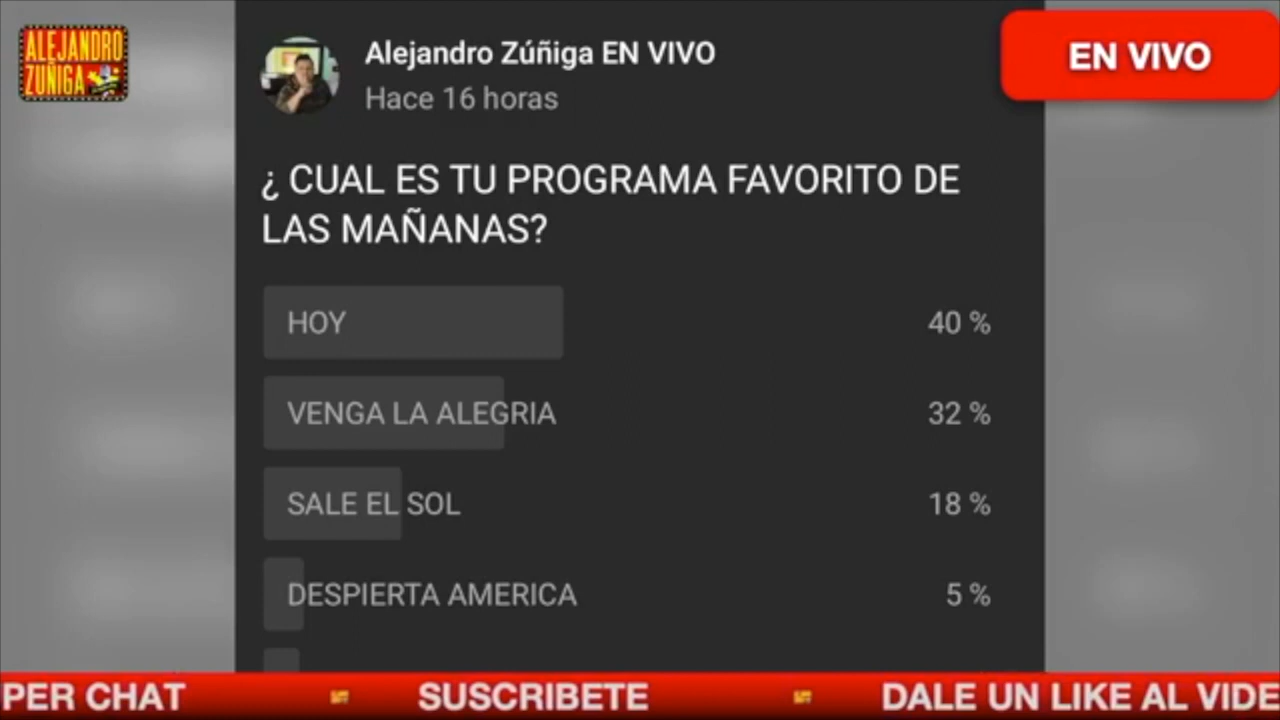 ALEJANDRO
ZUÑIGA
Alejandro Zúñiga EN VIVO
Hace 16 horas
EN VIVO
¿ CUAL ES TU PROGRAMA FAVORITO DE
LAS MAÑANAS?
HOY 40 %
VENGA LA ALEGRIA 32 %
SALE EL SOL 18 %
DESPIERTA AMERICA 5 %
PER CHAT SUSCRIBETE DALE UN LIKE AL VIDE